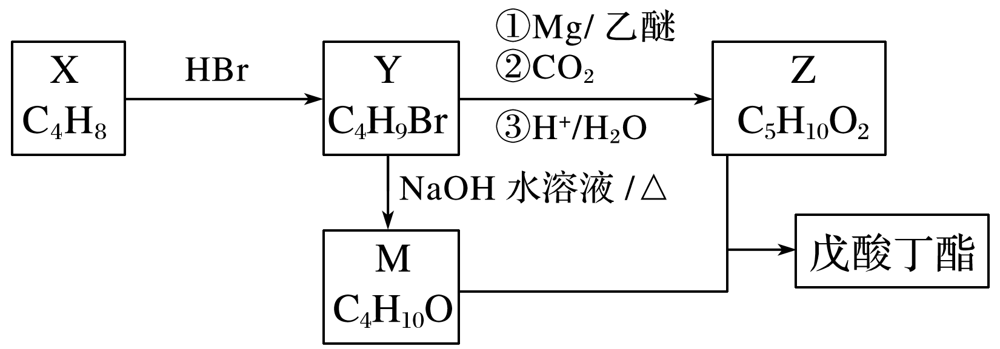 ①Mg/ 乙醚
X
HBr
Y
②CO₂
Z
C₄H₈
C₄H₉Br
③H⁺/H₂O
C₅H₁₀O₂
NaOH 水溶液 /△
M
戊酸丁酯
C₄H₁₀O